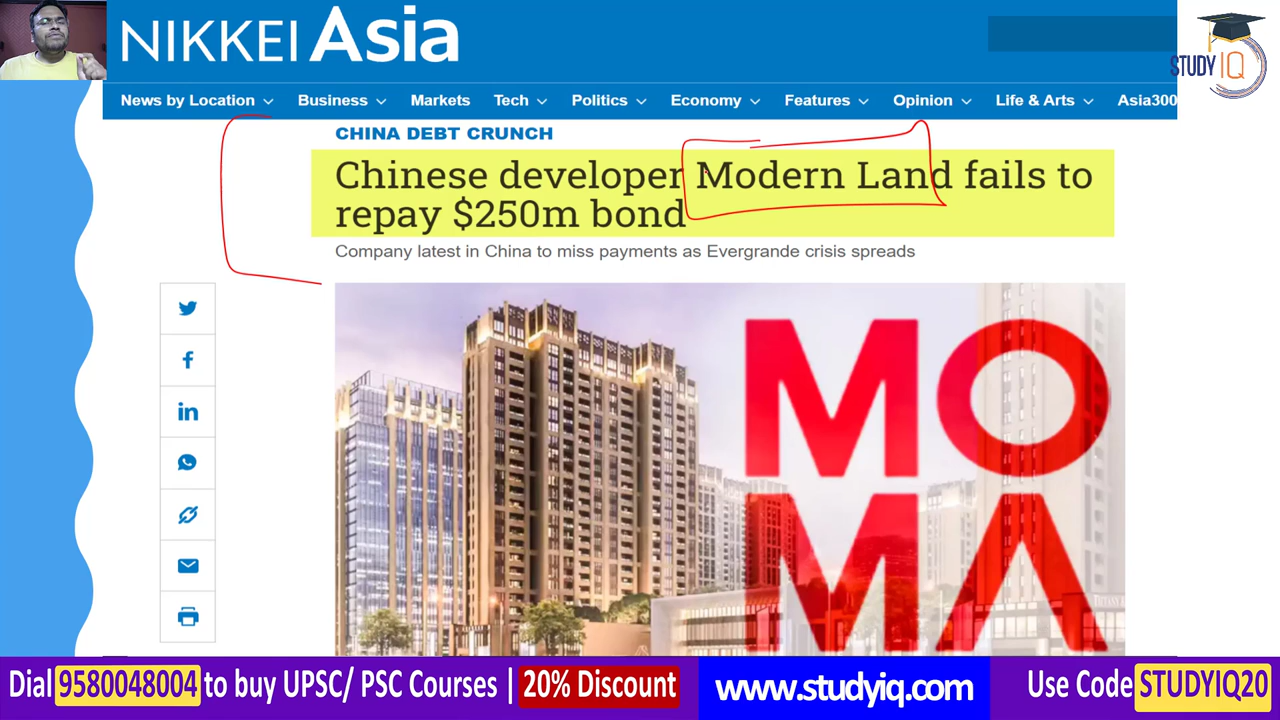 NIKKEI Asia
STUDY IQ
News by Location
Business
Markets
Tech
Politics
Economy
Features
Opinion
Life & Arts
Asia300
CHINA DEBT CRUNCH
Chinese developer Modern Land fails to
repay $250m bond
Company latest in China to miss payments as Evergrande crisis spreads
MO
MA
Dial 9580048004 to buy UPSC/ PSC Courses | 20% Discount
www.studyiq.com
Use Code STUDYIQ20